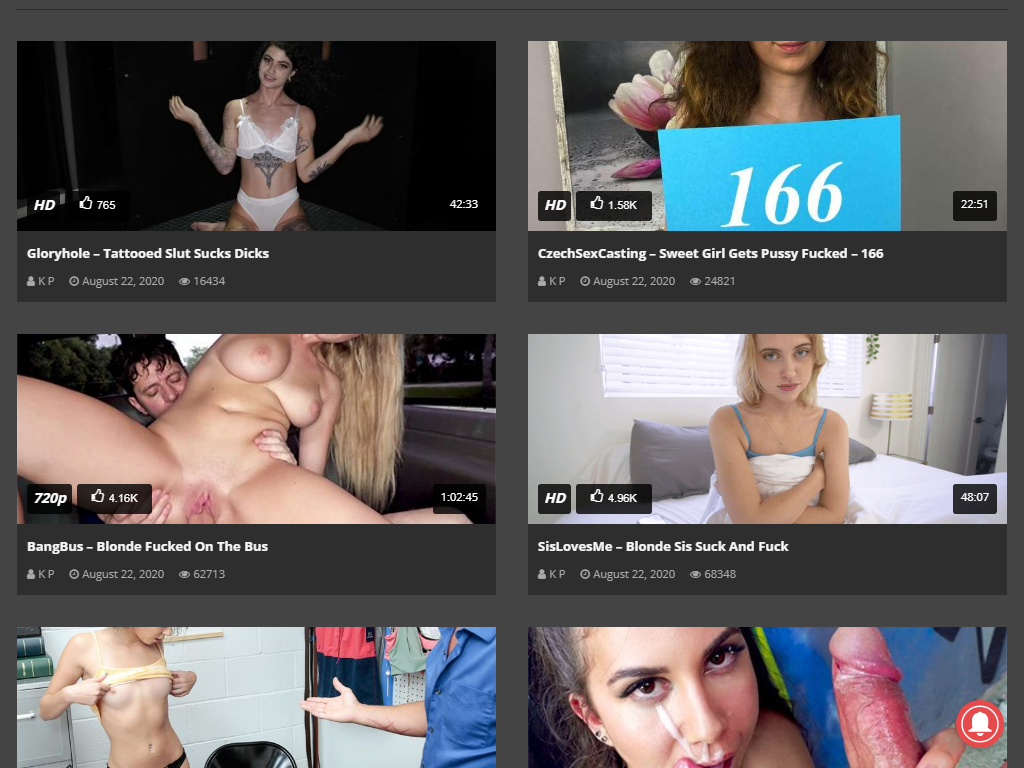 HD
765
42:33
Gloryhole – Tattooed Slut Sucks Dicks
K P August 22, 2020 16434
166
HD
1.58K
22:51
CzechSexCasting – Sweet Girl Gets Pussy Fucked – 166
K P August 22, 2020 24821
720p
4.16K
1:02:45
BangBus – Blonde Fucked On The Bus
K P August 22, 2020 62713
HD
4.96K
48:07
SisLovesMe – Blonde Sis Suck And Fuck
K P August 22, 2020 68348